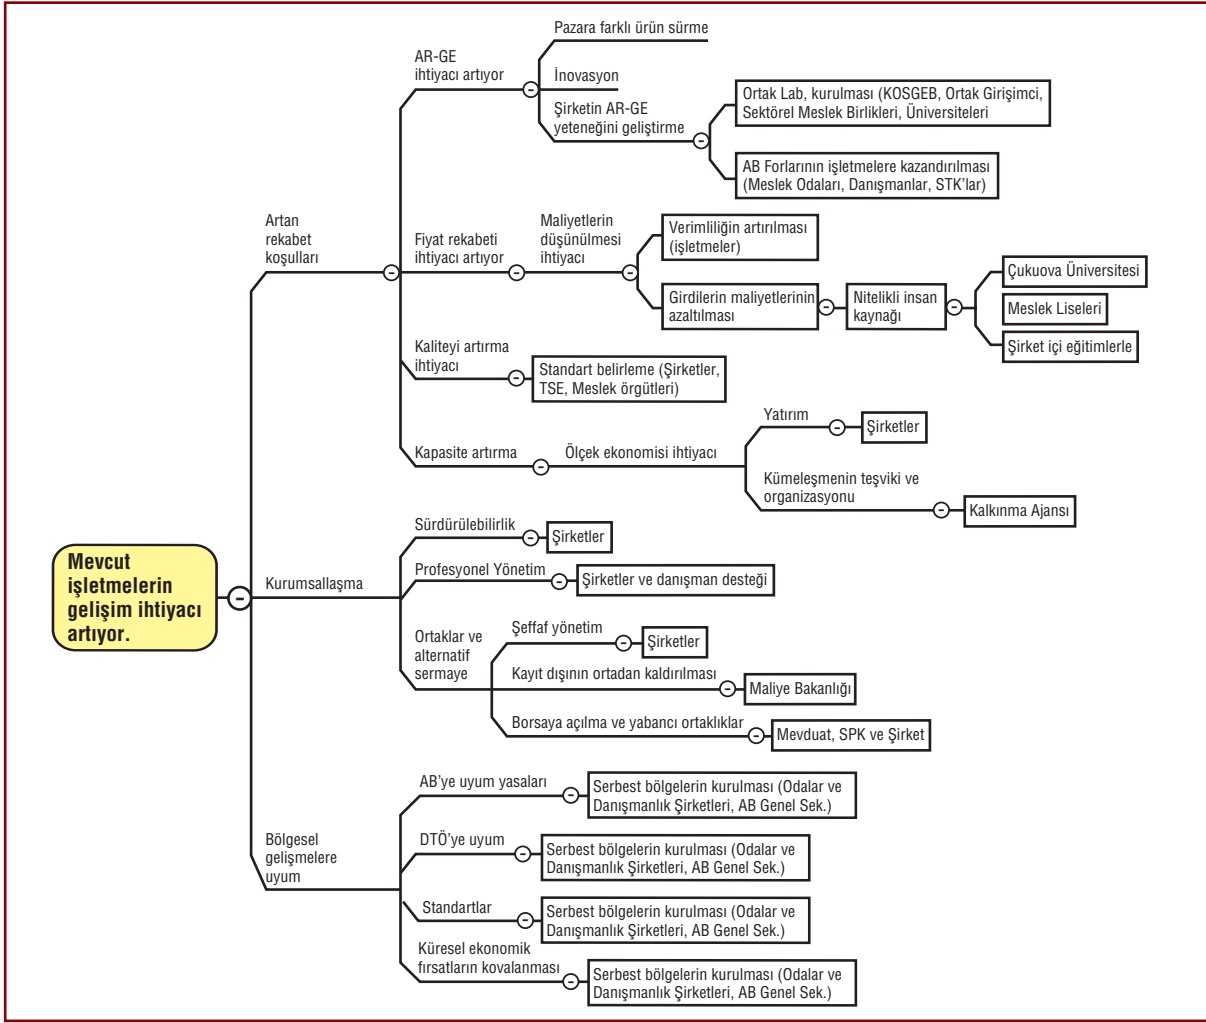 Pazara farklı ürün sürme
AR-GE
ihtiyacı artıyor
İnovasyon
Şirketin AR-GE
yeteneğini geliştirme
Ortak Lab, kurulması (KOSGEB, Ortak Girişimci,
Sektörel Meslek Birlikleri, Üniversiteleri
AB Forlarının işletmelere kazandırılması
(Meslek Odaları, Danışmanlar, STK'lar)
Artan
rekabet
koşulları
Fiyat rekabeti
ihtiyacı artıyor
Maliyetlerin
düşünülmesi
ihtiyacı
Verimliliğin artırılması
(işletmeler)
Girdilerin maliyetlerinin
azaltılması
Nitelikli insan
kaynağı
Çukuova Üniversitesi
Meslek Liseleri
Şirket içi eğitimlerle
Kaliteyi artırma
ihtiyacı
Standart belirleme (Şirketler,
TSE, Meslek örgütleri)
Kapasite artırma
Ölçek ekonomisi ihtiyacı
Yatırım
Şirketler
Kümeleşmenin teşviki ve
organizasyonu
Kalkınma Ajansı
Mevcut
işletmelerin
gelişim ihtiyacı
artıyor.
Kurumsallaşma
Sürdürülebilirlik
Şirketler
Profesyonel Yönetim
Şirketler ve danışman desteği
Ortaklar ve
alternatif
sermaye
Şeffaf yönetim
Şirketler
Kayıt dışının ortadan kaldırılması
Maliye Bakanlığı
Borsaya açılma ve yabancı ortaklıklar
Mevduat, SPK ve Şirket
Bölgesel
gelişmelere
uyum
AB'ye uyum yasaları
Serbest bölgelerin kurulması (Odalar ve
Danışmanlık Şirketleri, AB Genel Sek.)
DTÖ'ye uyum
Serbest bölgelerin kurulması (Odalar ve
Danışmanlık Şirketleri, AB Genel Sek.)
Standartlar
Serbest bölgelerin kurulması (Odalar ve
Danışmanlık Şirketleri, AB Genel Sek.)
Küresel ekonomik
fırsatların kovalanması
Serbest bölgelerin kurulması (Odalar ve
Danışmanlık Şirketleri, AB Genel Sek.)